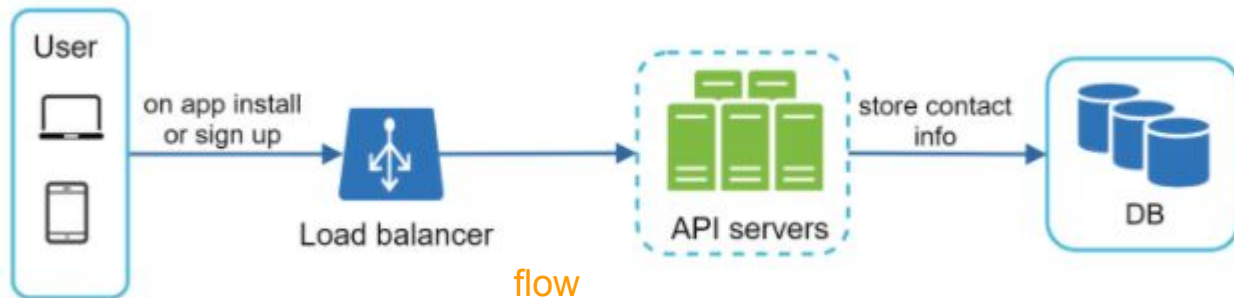 User
on app install
or sign up
Load balancer
API servers
store contact
info
DB
flow